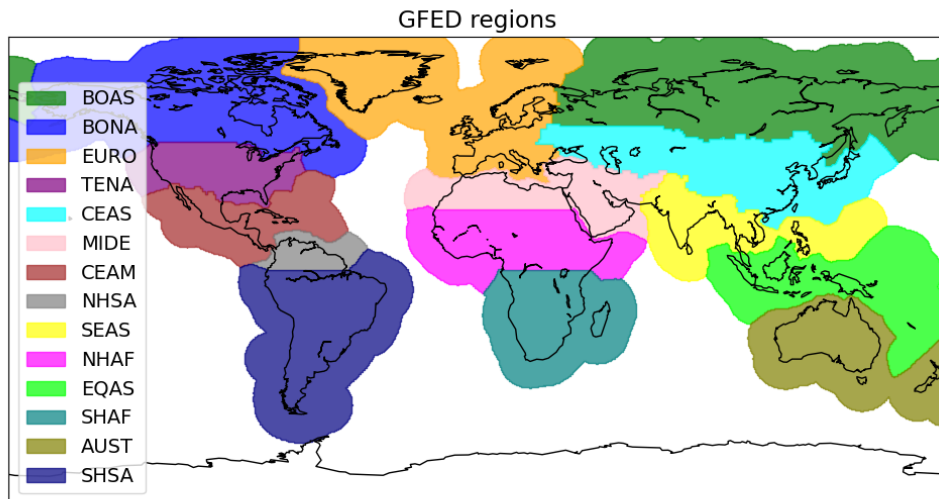 GFED regions
BOAS
BONA
EURO
TENA
CEAS
MIDE
CEAM
NHSA
SEAS
NHAF
EQAS
SHAF
AUST
SHSA